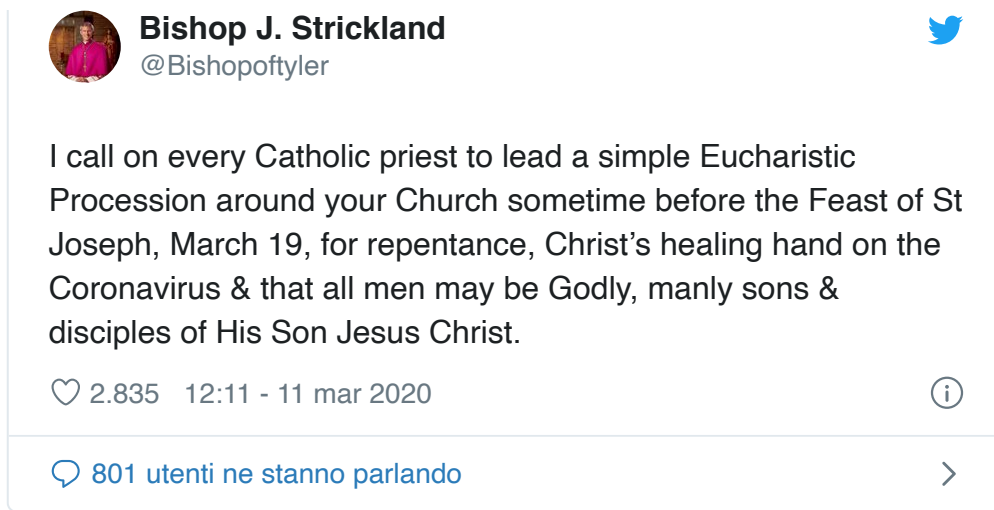 Bishop J. Strickland
@Bishopoftyler
I call on every Catholic priest to lead a simple Eucharistic
Procession around your Church sometime before the Feast of St
Joseph, March 19, for repentance, Christ’s healing hand on the
Coronavirus & that all men may be Godly, manly sons &
disciples of His Son Jesus Christ.
2.835 12:11 - 11 mar 2020
801 utenti ne stanno parlando